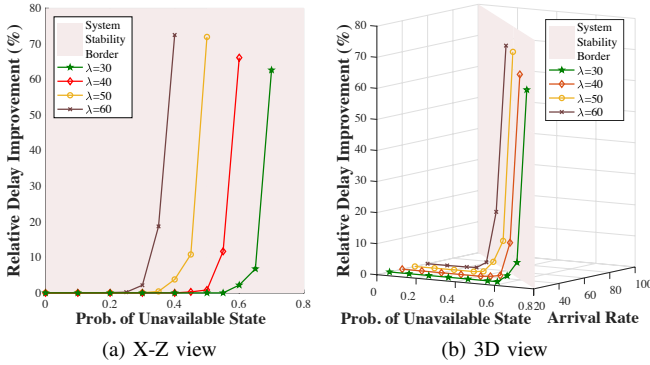 80
70
60
50
40
30
20
10
0
Relative Delay Improvement (%)
System
Stability
Border
λ=30
λ=40
λ=50
λ=60
0
0.2
0.4
0.6
0.8
Prob. of Unavailable State
(a) X-Z view
80
70
60
50
40
30
20
10
0
Relative Delay Improvement (%)
System
Stability
Border
λ=30
λ=40
λ=50
λ=60
0
0.2
0.4
0.6
0.8
20
40
60
80
100
Prob. of Unavailable State
Arrival Rate
(b) 3D view